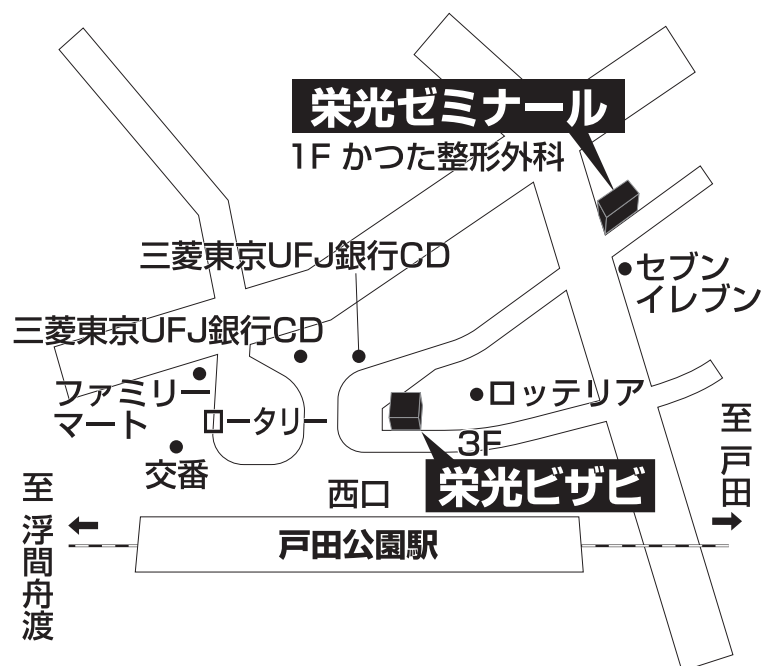 栄光ゼミナール
1F かつた整形外科
三菱東京UFJ銀行CD
セブン
イレブン
三菱東京UFJ銀行CD
ファミリー
マート
ロータリー
ロッテリア
交番
3F
栄光ビザビ
西口
至 戸田
至 浮間舟渡
戸田公園駅